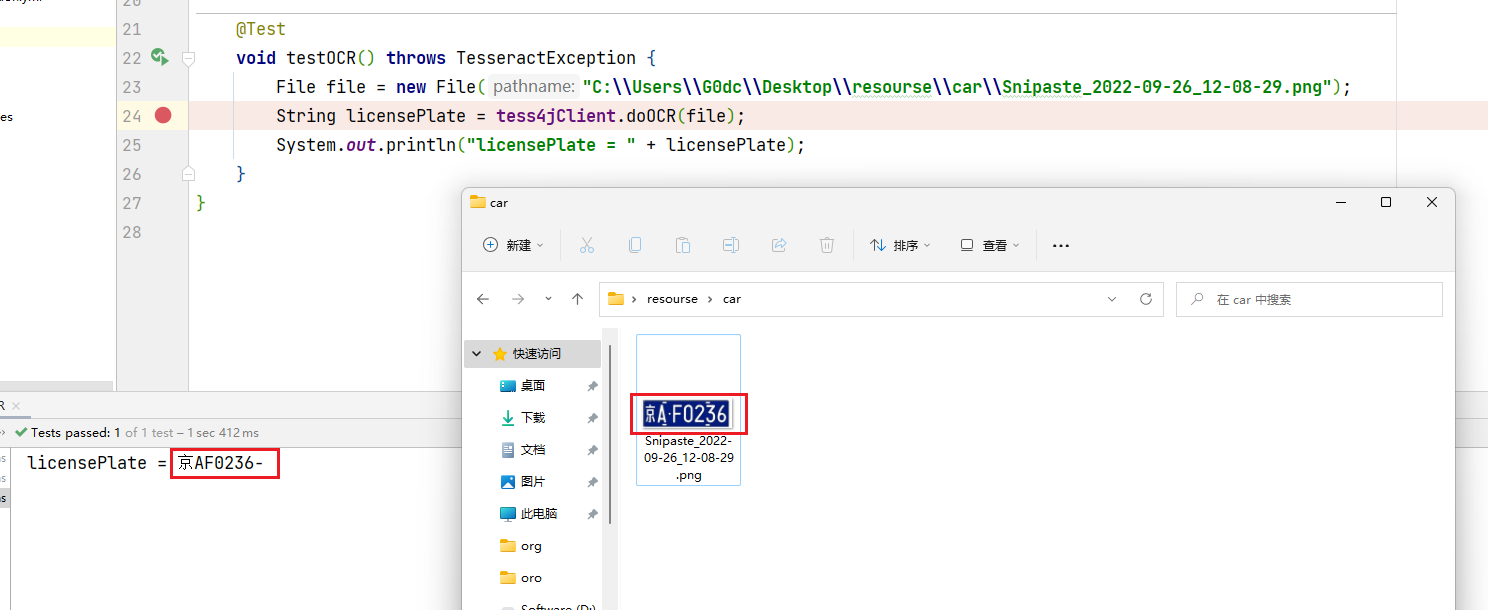 20
21 @Test
22 void testOCR() throws TesseractException {
23 File file = new File( pathname: "C:\\Users\\G0dc\\Desktop\\resourse\\car\\Snipaste_2022-09-26_12-08-29.png");
24 String licensePlate = tess4jClient.doOCR(file);
25 System.out.println("licensePlate = " + licensePlate);
26 }
27 }
28
es
car
新建
排序
查看
resourse > car
在 car 中搜索
快速访问
桌面
下载
文档
图片
此电脑
org
oro
京A·F0236
Snipaste_2022-
09-26_12-08-29
.png
R ×
Tests passed: 1 of 1 test – 1 sec 412 ms
licensePlate = 京AF0236-